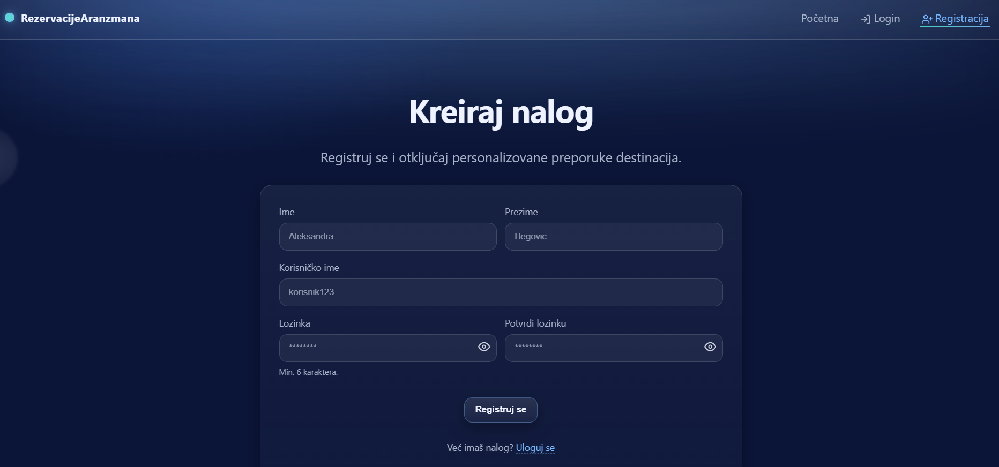 RezervacijeAranzmana
Početna Login Registracija
Kreiraj nalog
Registruj se i otključaj personalizovane preporuke destinacija.
Ime Prezime
Aleksandra Begovic
Korisničko ime
korisnik123
Lozinka Potvrdi lozinku
******** ********
Min. 6 karaktera.
Registruj se
Već imaš nalog? Uloguj se